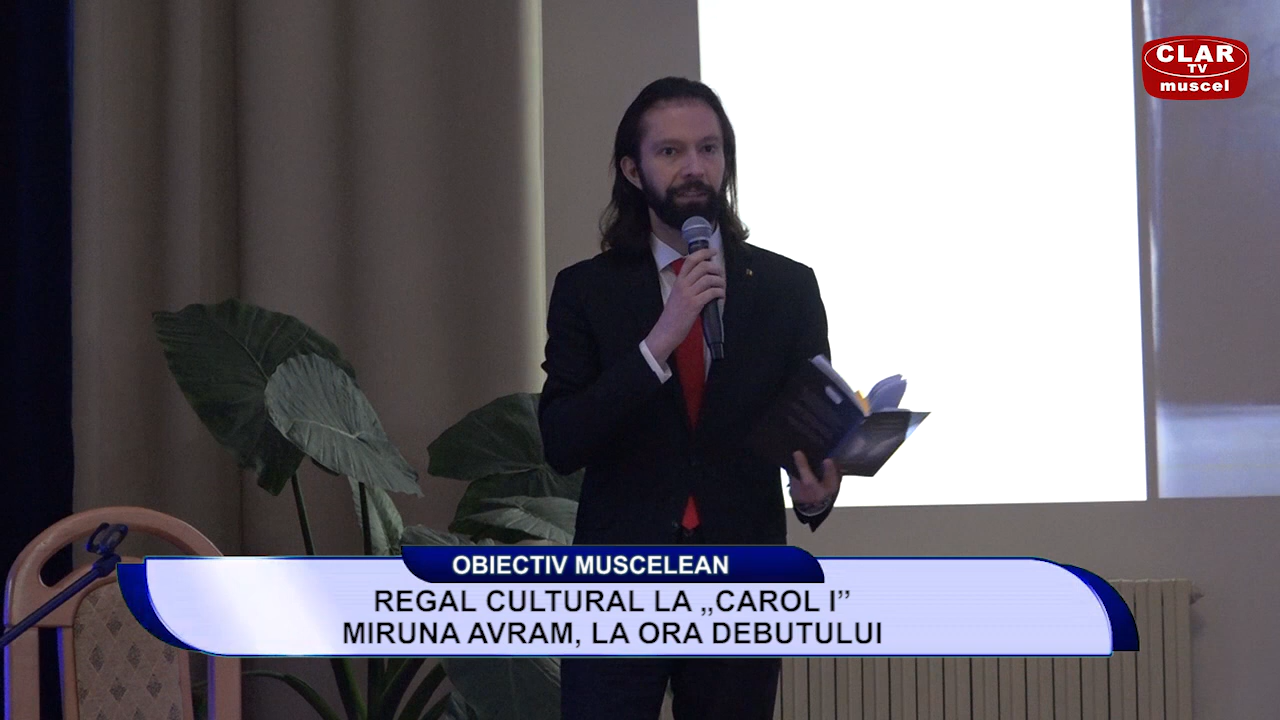 CLAR
TV
muscel
OBIECTIV MUSCELEAN
REGAL CULTURAL LA „CAROL I”
MIRUNA AVRAM, LA ORA DEBUTULUI